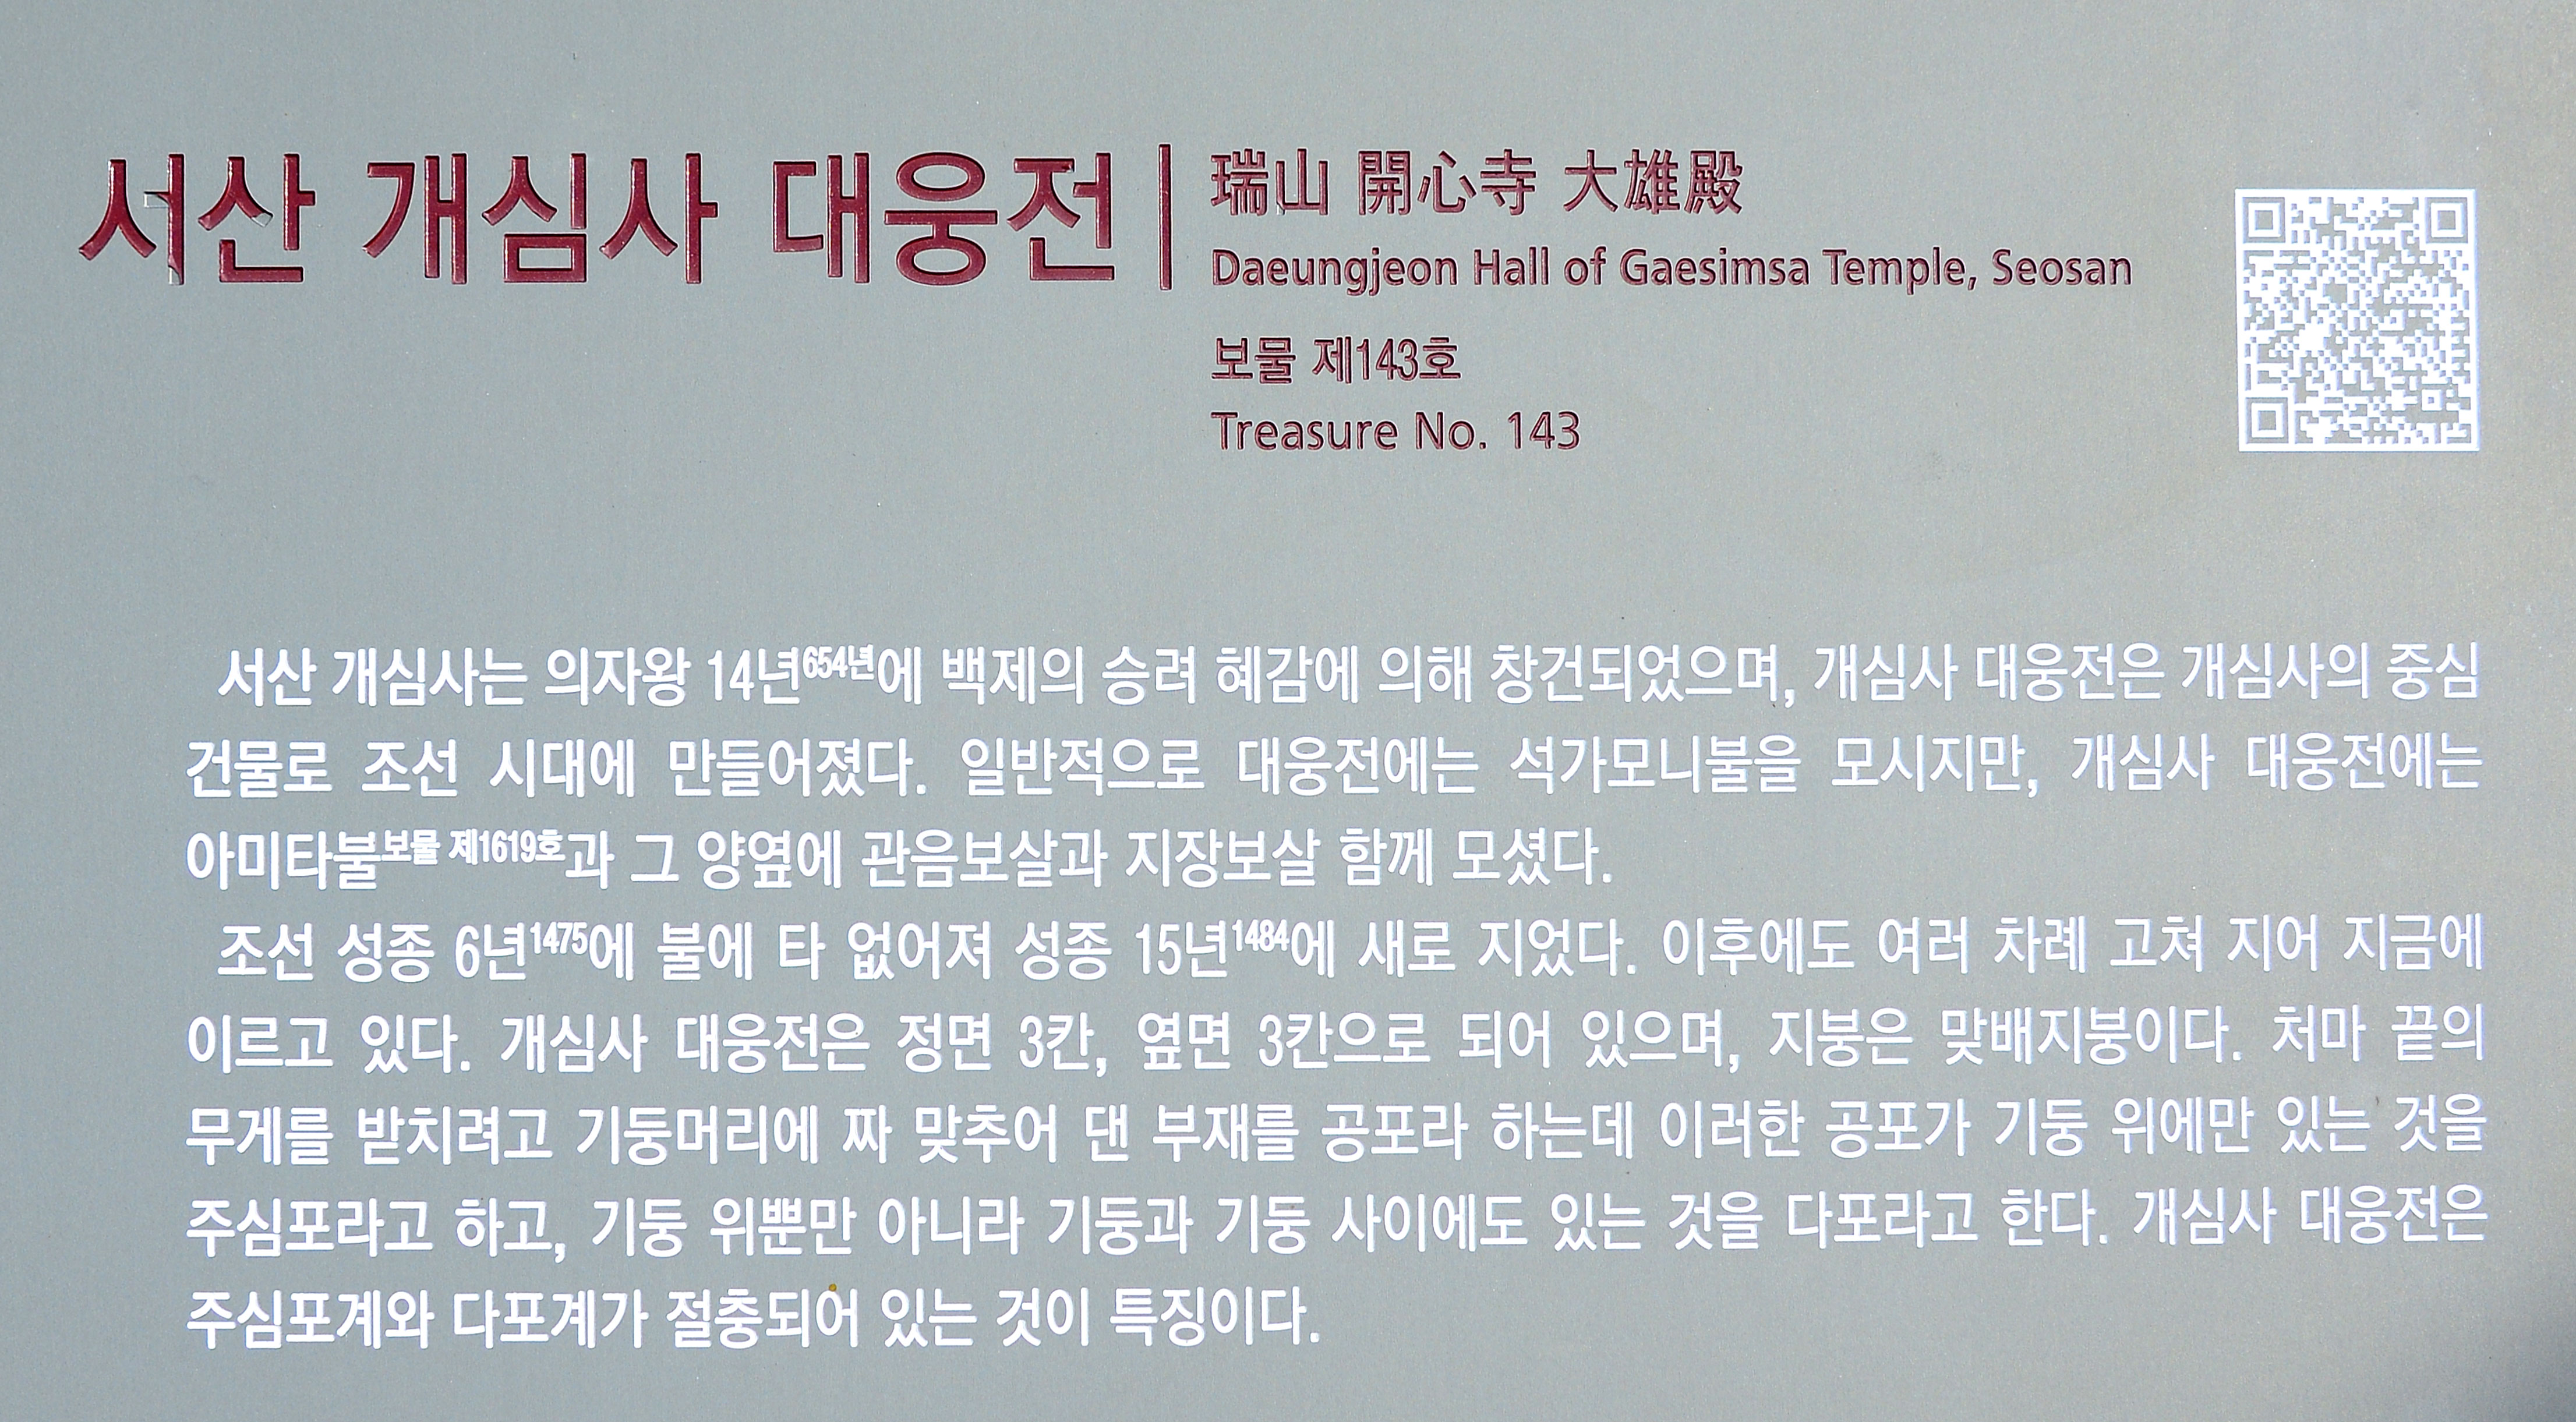 서산 개심사 대웅전
瑞山 開心寺 大雄殿
Daeungjeon Hall of Gaesimsa Temple, Seosan
보물 제143호
Treasure No. 143
서산 개심사는 의자왕 14년654년에 백제의 승려 혜감에 의해 창건되었으며, 개심사 대웅전은 개심사의 중심
건물로 조선 시대에 만들어졌다. 일반적으로 대웅전에는 석가모니불을 모시지만, 개심사 대웅전에는
아미타불보물 제1619호과 그 양옆에 관음보살과 지장보살 함께 모셨다.
조선 성종 6년1475에 불에 타 없어져 성종 15년1484에 새로 지었다. 이후에도 여러 차례 고쳐 지어 지금에
이르고 있다. 개심사 대웅전은 정면 3칸, 옆면 3칸으로 되어 있으며, 지붕은 맞배지붕이다. 처마 끝의
무게를 받치려고 기둥머리에 짜 맞추어 댄 부재를 공포라 하는데 이러한 공포가 기둥 위에만 있는 것을
주심포라고 하고, 기둥 위뿐만 아니라 기둥과 기둥 사이에도 있는 것을 다포라고 한다. 개심사 대웅전은
주심포계와 다포계가 절충되어 있는 것이 특징이다.